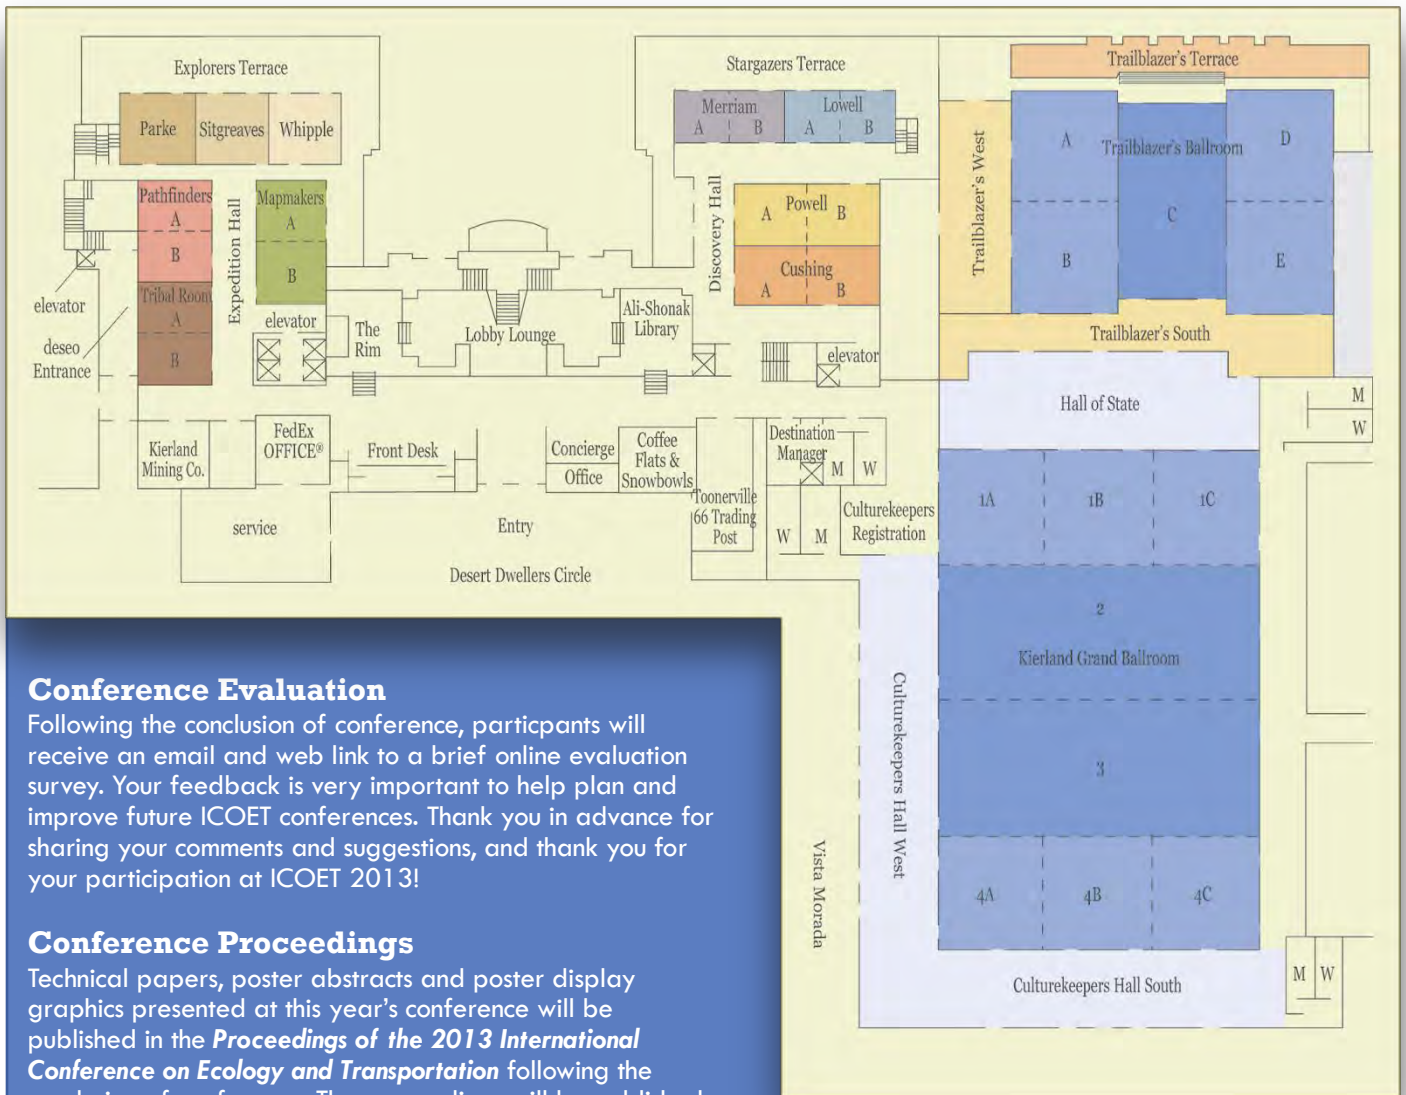 Explorers Terrace
Stargazers Terrace
Trailblazer's Terrace
Parke
Sitgreaves
Whipple
Merriam
A
B
Lowell
A
B
Trailblazer's West
A
Trailblazer's Ballroom
D
C
B
E
Pathfinders
A
B
Expedition Hall
Mapmakers
A
B
Discovery Hall
Powell
A
B
Cushing
A
B
elevator
Tribal Room
A
B
deseo
Entrance
elevator
The
Rim
Lobby Lounge
Ali-Shonak
Library
elevator
Trailblazer's South
Hall of State
M
W
Kierland
Mining Co.
FedEx
OFFICE®
Front Desk
Concierge
Office
Coffee
Flats &
Snowbowls
Toonerville
66 Trading
Post
Destination
Manager
M
W
W
M
Culturekeepers
Registration
service
Entry
Desert Dwellers Circle
1A
1B
1C
2
Kierland Grand Ballroom
3
4A
4B
4C
Culturekeepers Hall West
Vista Morada
Culturekeepers Hall South
M
W
Conference Evaluation
Following the conclusion of conference, particpants will
receive an email and web link to a brief online evaluation
survey. Your feedback is very important to help plan and
improve future ICOET conferences. Thank you in advance for
sharing your comments and suggestions, and thank you for
your participation at ICOET 2013!
Conference Proceedings
Technical papers, poster abstracts and poster display
graphics presented at this year's conference will be
published in the Proceedings of the 2013 International
Conference on Ecology and Transportation following the